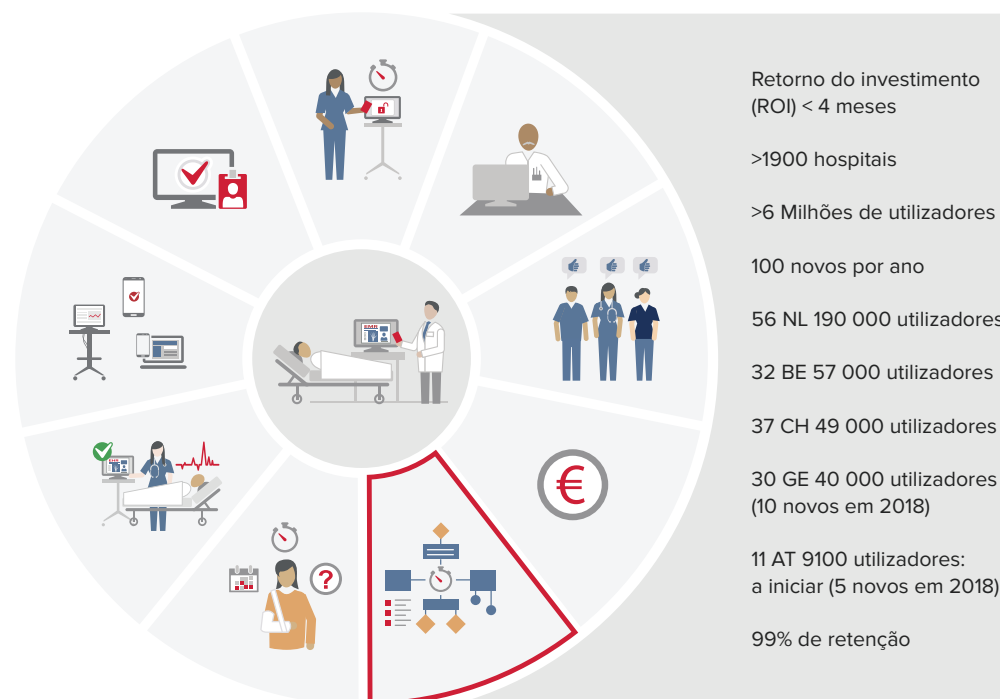 EMR
€
?
Retorno do investimento
(ROI) < 4 meses
>1900 hospitais
>6 Milhões de utilizadores
100 novos por ano
56 NL 190 000 utilizadores
32 BE 57 000 utilizadores
37 CH 49 000 utilizadores
30 GE 40 000 utilizadores
(10 novos em 2018)
11 AT 9100 utilizadores:
a iniciar (5 novos em 2018)
99% de retenção